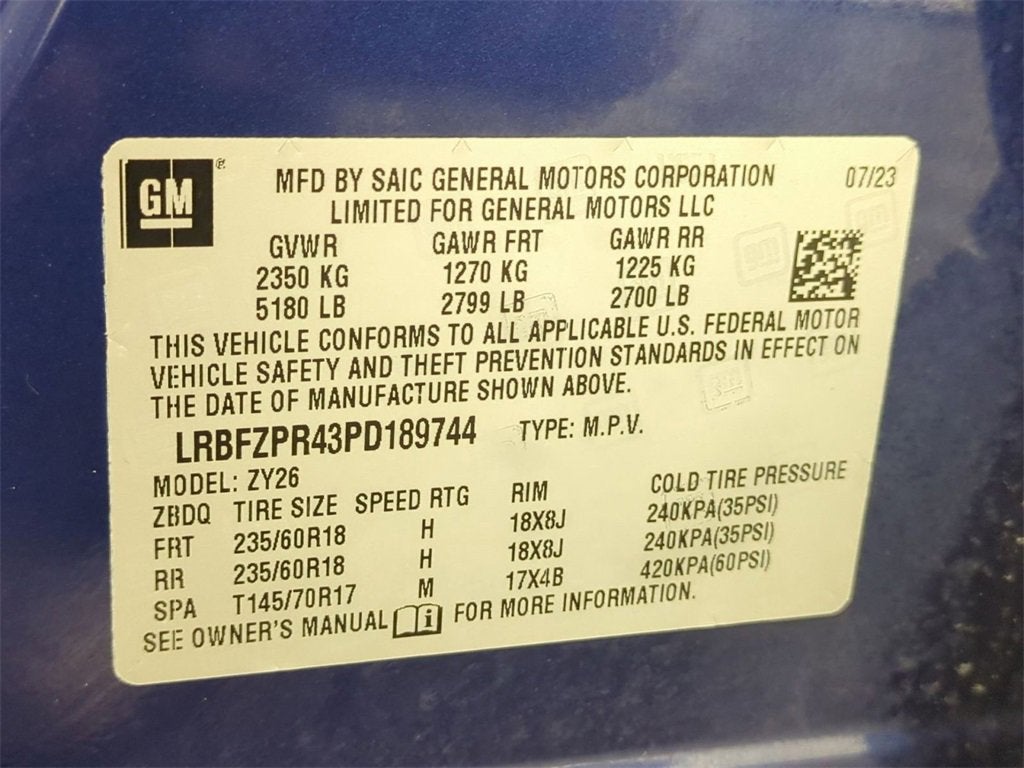 GM ®
MFD BY SAIC GENERAL MOTORS CORPORATION 07/23
LIMITED FOR GENERAL MOTORS LLC
GVWR GAWR FRT GAWR RR
2350 KG 1270 KG 1225 KG
5180 LB 2799 LB 2700 LB
THIS VEHICLE CONFORMS TO ALL APPLICABLE U.S. FEDERAL MOTOR
VEHICLE SAFETY AND THEFT PREVENTION STANDARDS IN EFFECT ON
THE DATE OF MANUFACTURE SHOWN ABOVE.
LRBFZPR43PD189744 TYPE: M.P.V.
MODEL: ZY26
ZBDQ TIRE SIZE SPEED RTG RIM COLD TIRE PRESSURE
FRT 235/60R18 H 18X8J 240KPA(35PSI)
RR 235/60R18 H 18X8J 240KPA(35PSI)
SPA T145/70R17 M 17X4B 420KPA(60PSI)
SEE OWNER'S MANUAL FOR MORE INFORMATION.